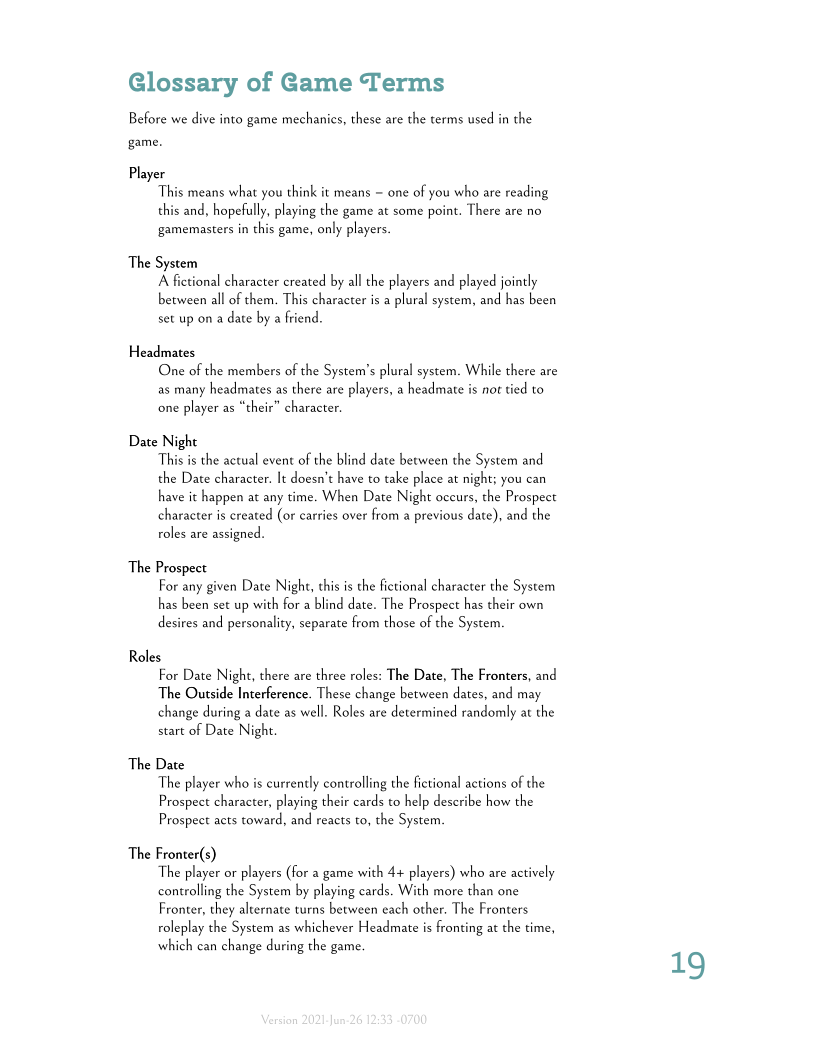 Glossary of Game Terms
Before we dive into game mechanics, these are the terms used in the
game.
Player
This means what you think it means – one of you who are reading
this and, hopefully, playing the game at some point. There are no
gamemasters in this game, only players.
The System
A fictional character created by all the players and played jointly
between all of them. This character is a plural system, and has been
set up on a date by a friend.
Headmates
One of the members of the System's plural system. While there are
as many headmates as there are players, a headmate is not tied to
one player as “their” character.
Date Night
This is the actual event of the blind date between the System and
the Date character. It doesn't have to take place at night; you can
have it happen at any time. When Date Night occurs, the Prospect
character is created (or carries over from a previous date), and the
roles are assigned.
The Prospect
For any given Date Night, this is the fictional character the System
has been set up with for a blind date. The Prospect has their own
desires and personality, separate from those of the System.
Roles
For Date Night, there are three roles: The Date, The Fronters, and
The Outside Interference. These change between dates, and may
change during a date as well. Roles are determined randomly at the
start of Date Night.
The Date
The player who is currently controlling the fictional actions of the
Prospect character, playing their cards to help describe how the
Prospect acts toward, and reacts to, the System.
The Fronter(s)
The player or players (for a game with 4+ players) who are actively
controlling the System by playing cards. With more than one
Fronter, they alternate turns between each other. The Fronters
roleplay the System as whichever Headmate is fronting at the time,
which can change during the game.
19
Version 2021-Jun-26 12:33 -0700